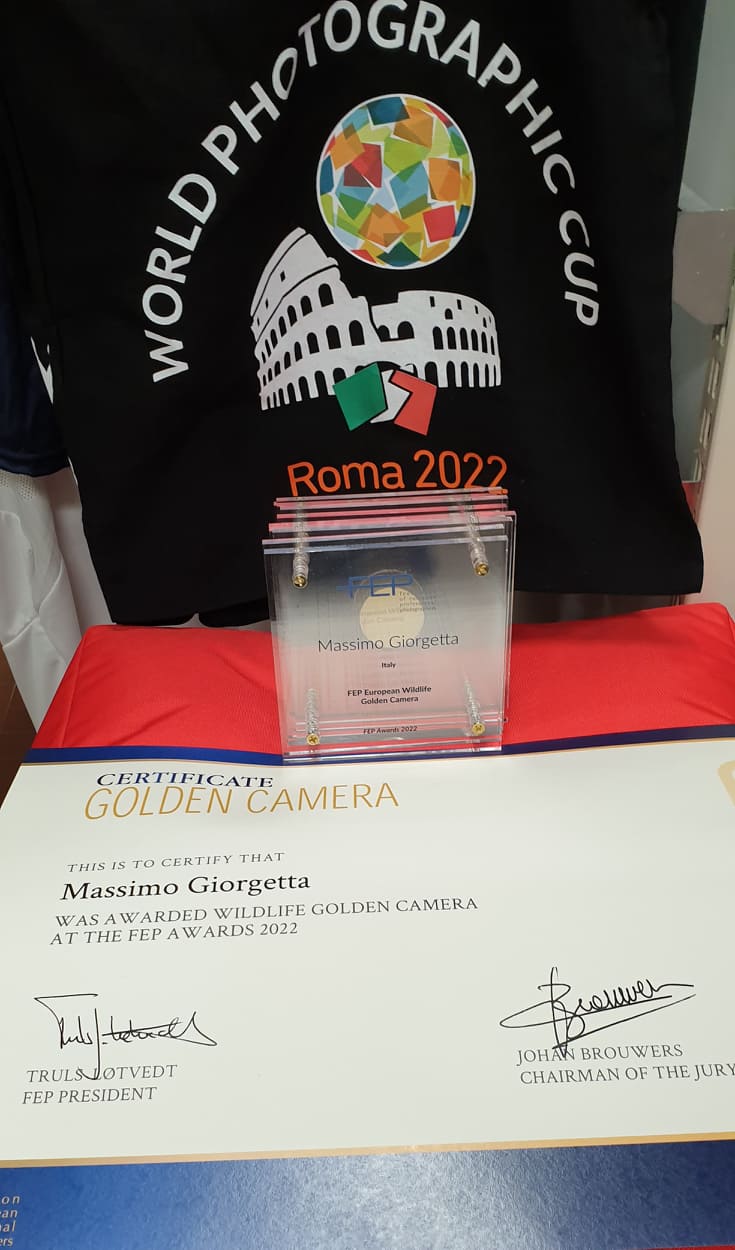 WORLD PHOTOGRAPHIC CUP
Roma 2022
FEP
Massimo Giorgetta
Italy
FEP European Wildlife
Golden Camera
FEP Awards 2022
CERTIFICATE
GOLDEN CAMERA
THIS IS TO CERTIFY THAT
Massimo Giorgetta
WAS AWARDED WILDLIFE GOLDEN CAMERA
AT THE FEP AWARDS 2022
TRULS LØTVEDT
FEP PRESIDENT
JOHAN BROUWERS
CHAIRMAN OF THE JURY